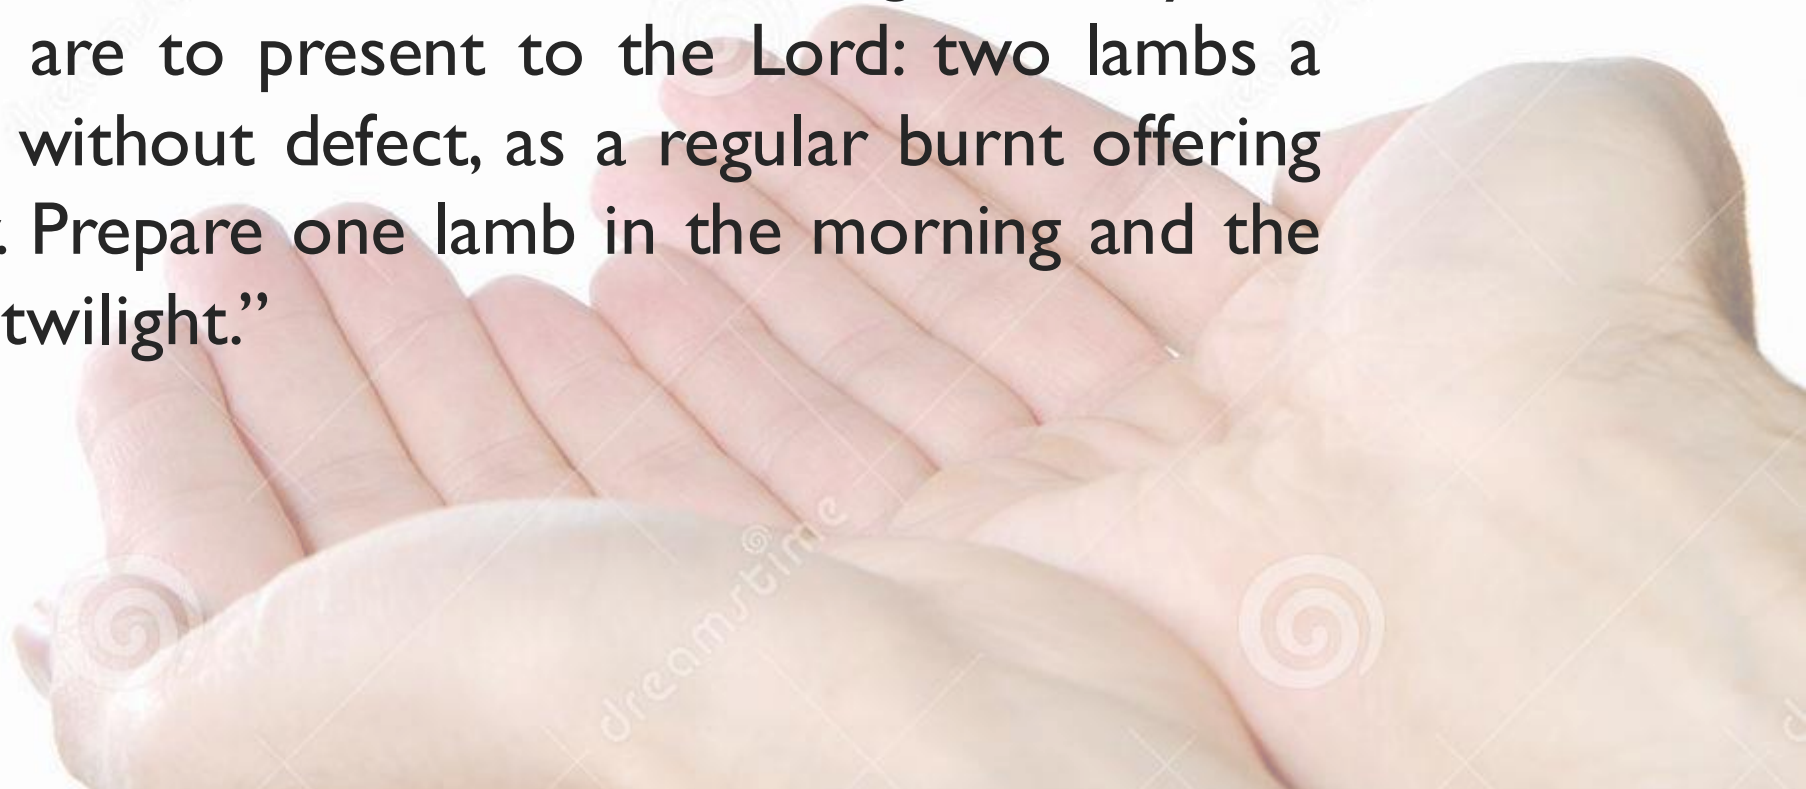 are to present to the Lord: two lambs a
without defect, as a regular burnt offering
. Prepare one lamb in the morning and the
twilight.”
dreamstime